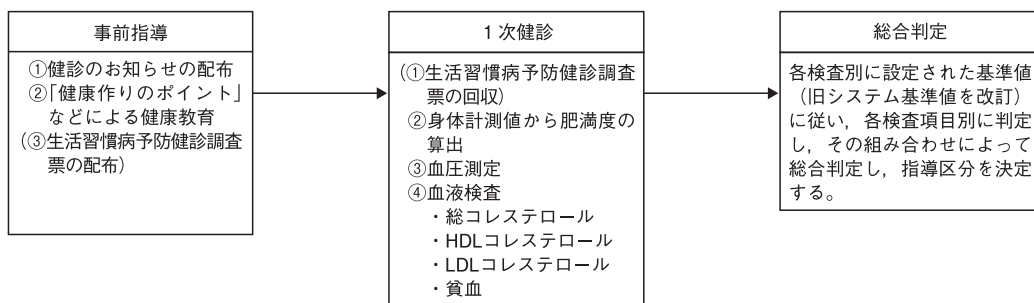 事前指導
①健診のお知らせの配布
②「健康作りのポイント」
などによる健康教育
(③生活習慣病予防健診調査
票の配布)
1次健診
(①生活習慣病予防健診調査
票の回収)
②身体計測値から肥満度の
算出
③血圧測定
④血液検査
・総コレステロール
・HDLコレステロール
・LDLコレステロール
・貧血
総合判定
各検査別に設定された基準値
(旧システム基準値を改訂)
に従い，各検査項目別に判定
し，その組み合わせによって
総合判定し，指導区分を決定
する。